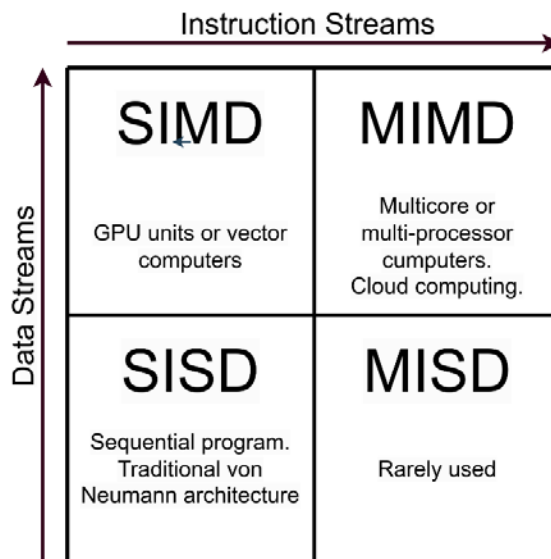 Instruction Streams
Data Streams
SIMD
GPU units or vector
computers
MIMD
Multicore or
multi-processor
cumputers.
Cloud computing.
SISD
Sequential program.
Traditional von
Neumann architecture
MISD
Rarely used